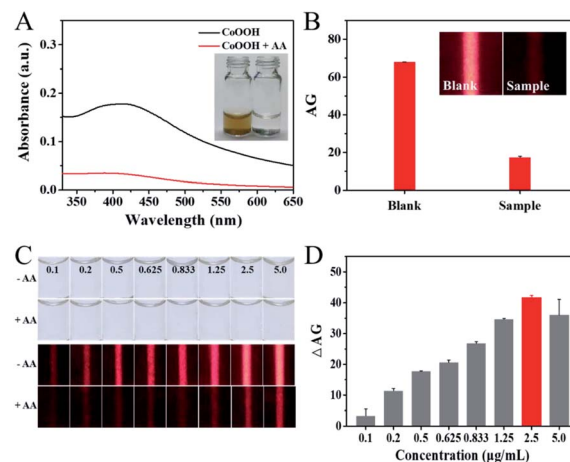 A
CoOOH
CoOOH + AA
0.3
0.2
0.1
0.0
Absorbance (a.u.)
350 400 450 500 550 600 650
Wavelength (nm)
B
80
60
40
20
0
AG
Blank Sample
Blank Sample
C
- AA
0.1 0.2 0.5 0.625 0.833 1.25 2.5 5.0
+ AA
- AA
+ AA
D
50
40
30
20
10
0
△AG
0.1 0.2 0.5 0.625 0.833 1.25 2.5 5.0
Concentration (μg/mL)